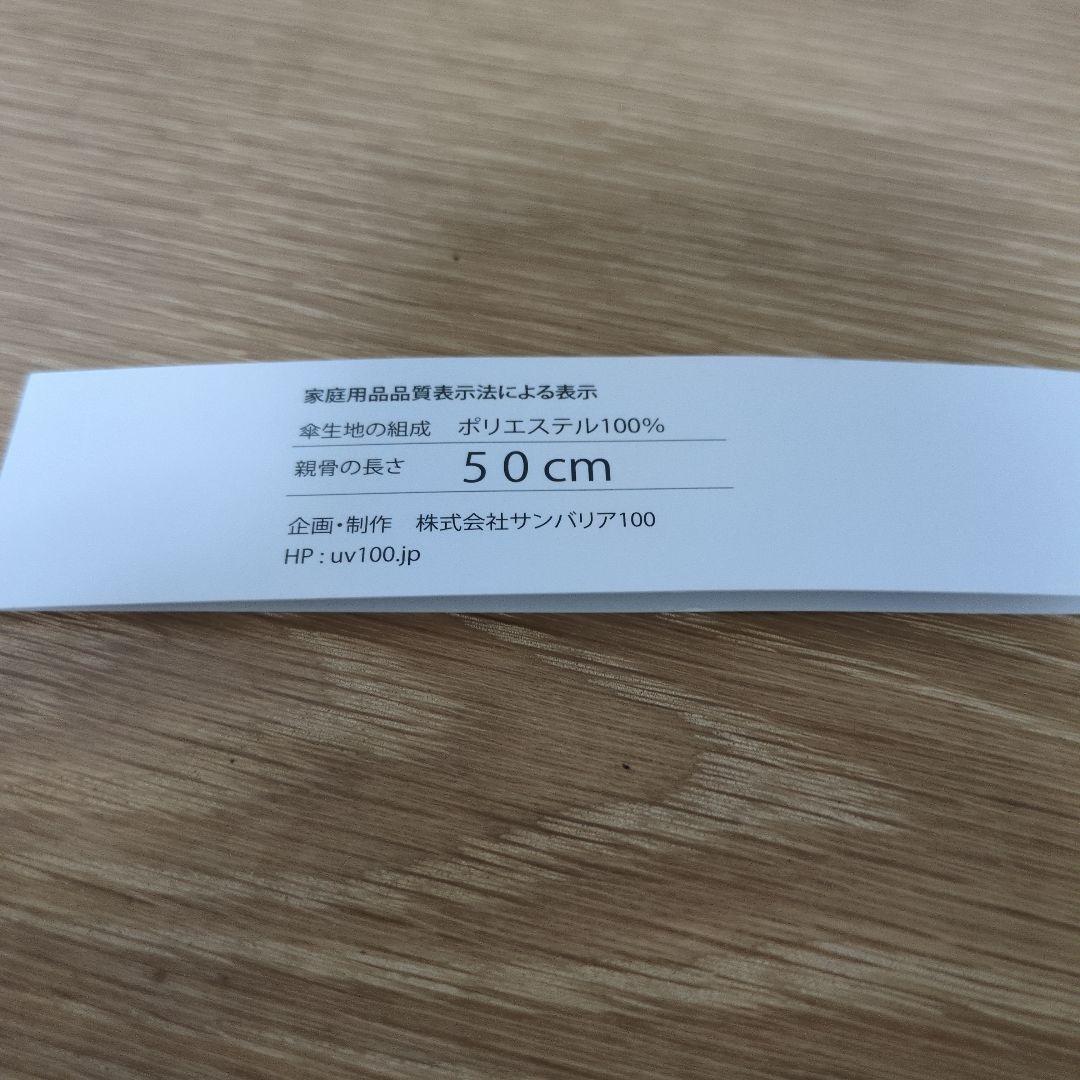 家庭用品品質表示法による表示
傘生地の組成 ポリエステル100%
親骨の長さ 50cm
企画・制作 株式会社サンバリア100
HP : uv100.jp